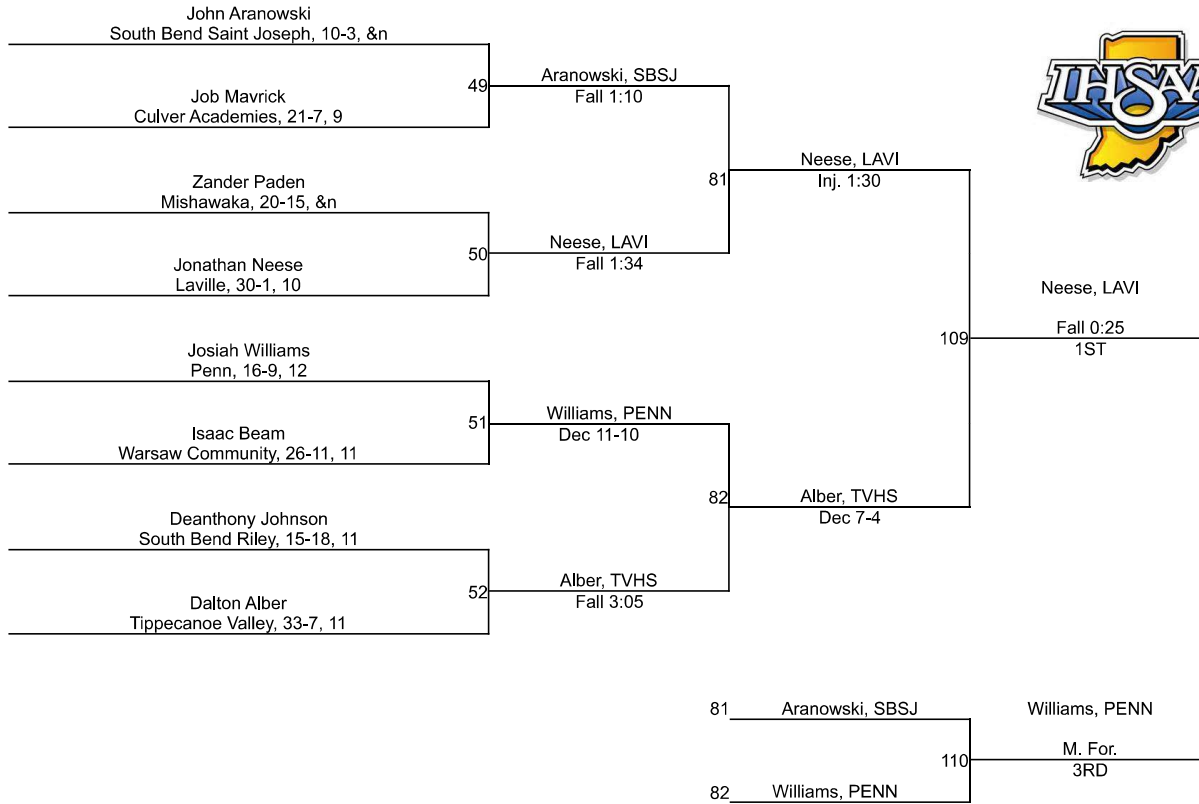 John Aranowski
South Bend Saint Joseph, 10-3, &n
49
Job Mavrick
Culver Academies, 21-7, 9
Aranowski, SBSJ
Fall 1:10
Zander Paden
Mishawaka, 20-15, &n
50
Jonathan Neese
Laville, 30-1, 10
Neese, LAVI
Fall 1:34
81
Neese, LAVI
Inj. 1:30
Josiah Williams
Penn, 16-9, 12
51
Isaac Beam
Warsaw Community, 26-11, 11
Williams, PENN
Dec 11-10
Deanthony Johnson
South Bend Riley, 15-18, 11
52
Dalton Alber
Tippecanoe Valley, 33-7, 11
Alber, TVHS
Fall 3:05
82
Alber, TVHS
Dec 7-4
109
Neese, LAVI
Fall 0:25
1ST
IHSAA
81
Aranowski, SBSJ
110
82
Williams, PENN
Williams, PENN
M. For.
3RD